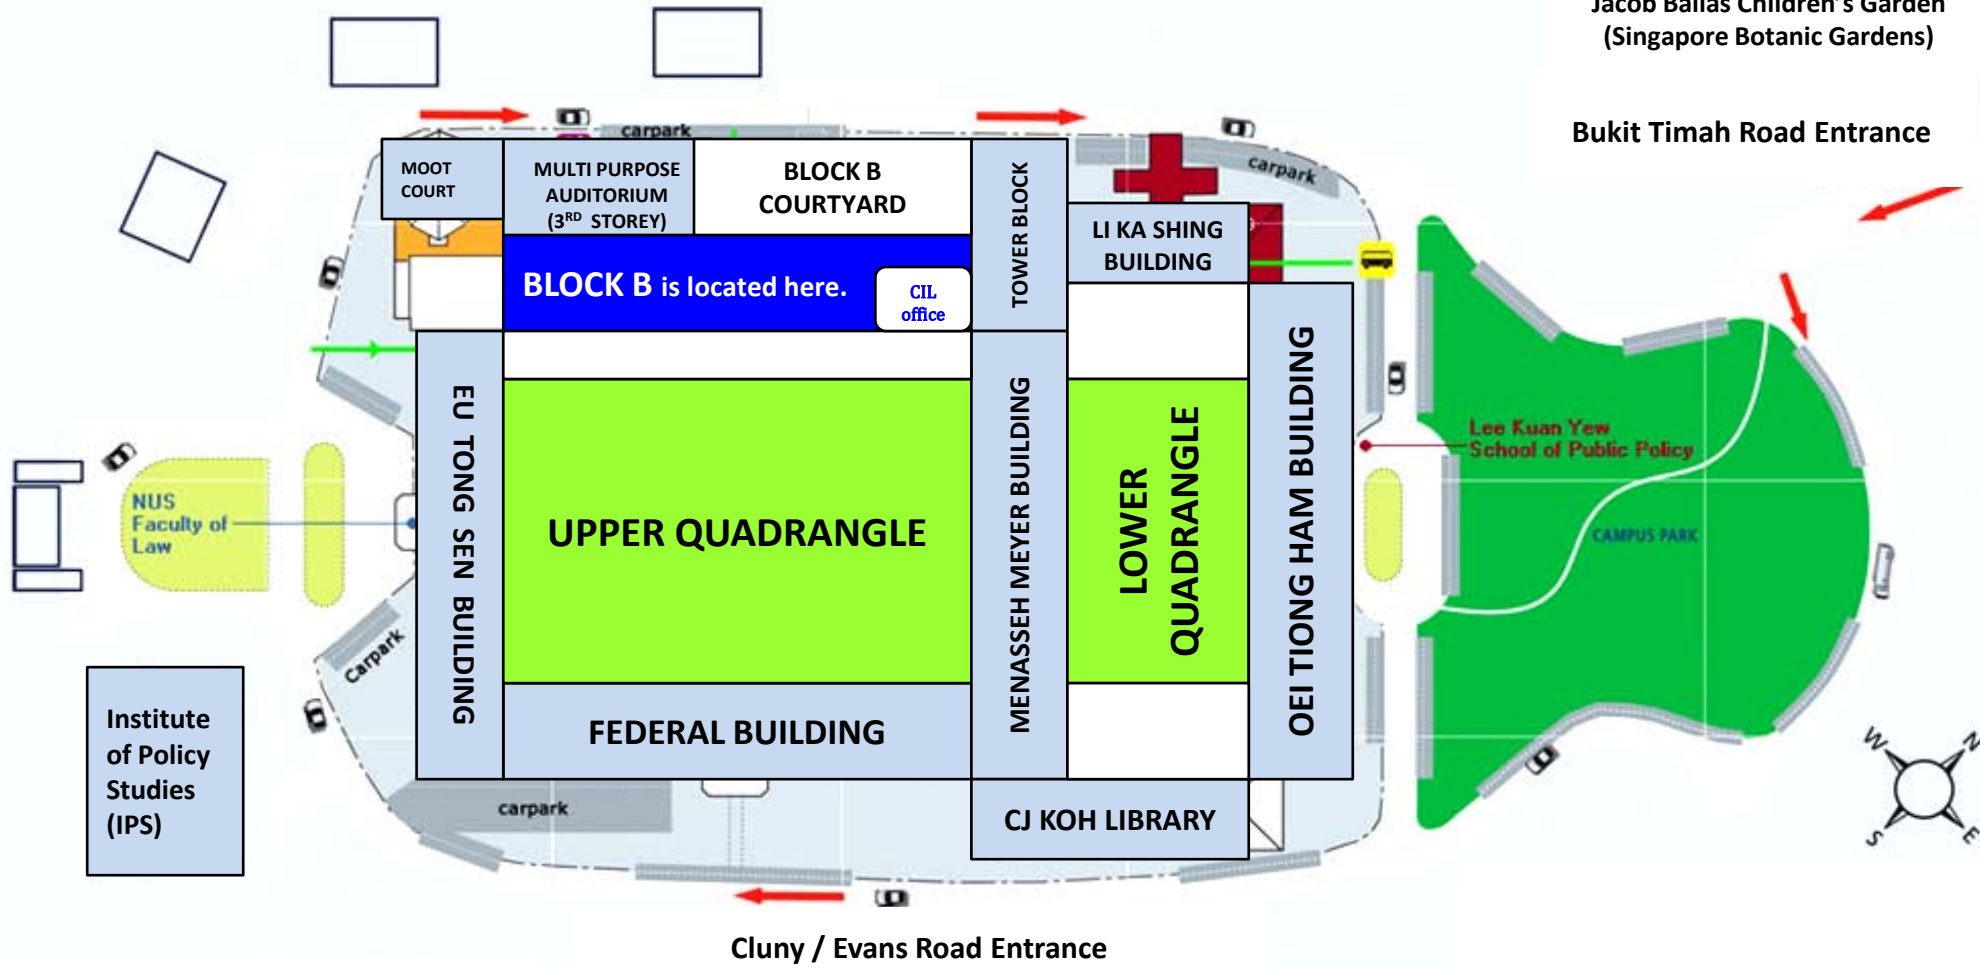 Jacob Ballas Children's Garden
(Singapore Botanic Gardens)
Bukit Timah Road Entrance
carpark
carpark
MOOT
COURT
MULTI PURPOSE
AUDITORIUM
(3RD STOREY)
BLOCK B
COURTYARD
TOWER BLOCK
LI KA SHING
BUILDING
BLOCK B is located here.
CIL
office
EU TONG SEN BUILDING
UPPER QUADRANGLE
MENASSEH MEYER BUILDING
LOWER
QUADRANGLE
OEI TIONG HAM BUILDING
Lee Kuan Yew
School of Public Policy
CAMPUS PARK
NUS
Faculty of
Law
Carpark
FEDERAL BUILDING
Institute
of Policy
Studies
(IPS)
carpark
CJ KOH LIBRARY
W
N
S
E
Cluny / Evans Road Entrance